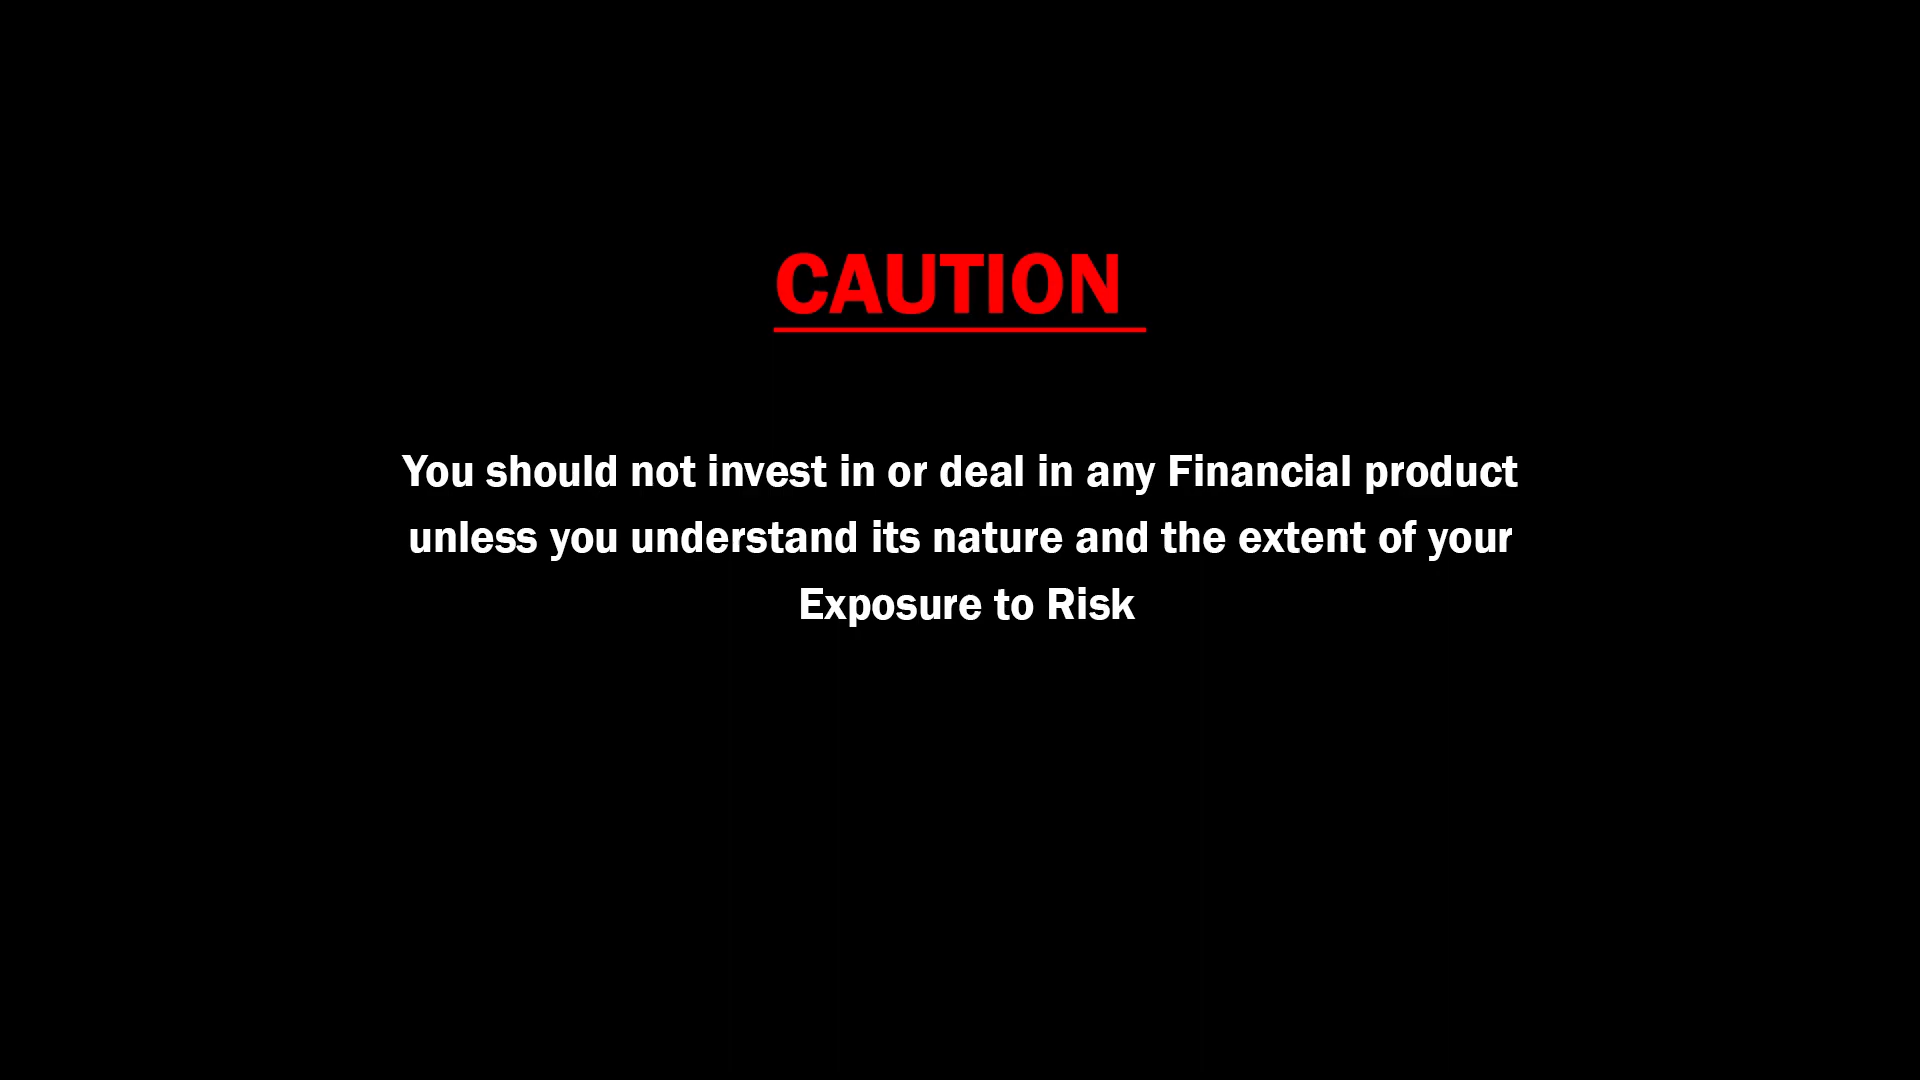 CAUTION
You should not invest in or deal in any Financial product
unless you understand its nature and the extent of your
Exposure to Risk